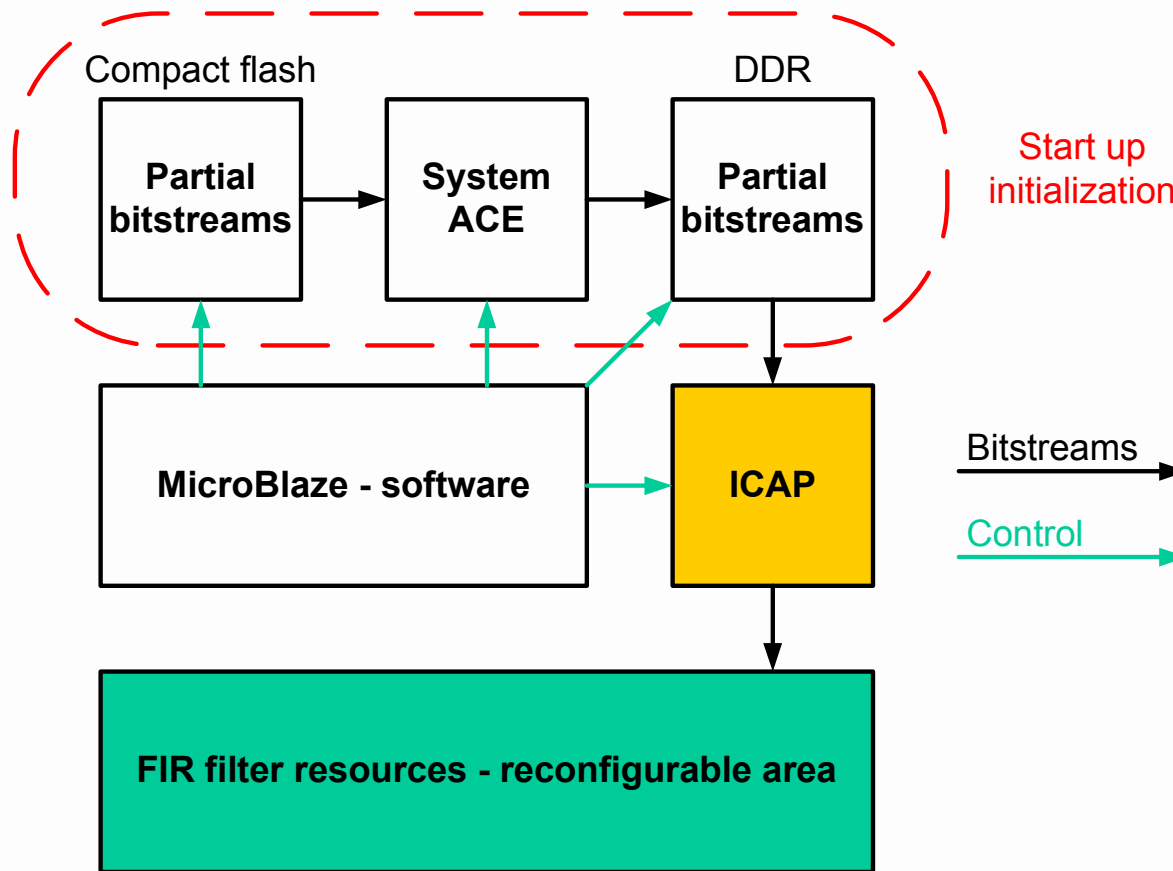 Compact flash
DDR
Partial
bitstreams
System
ACE
Partial
bitstreams
Start up
initialization
MicroBlaze - software
ICAP
Bitstreams
Control
FIR filter resources - reconfigurable area